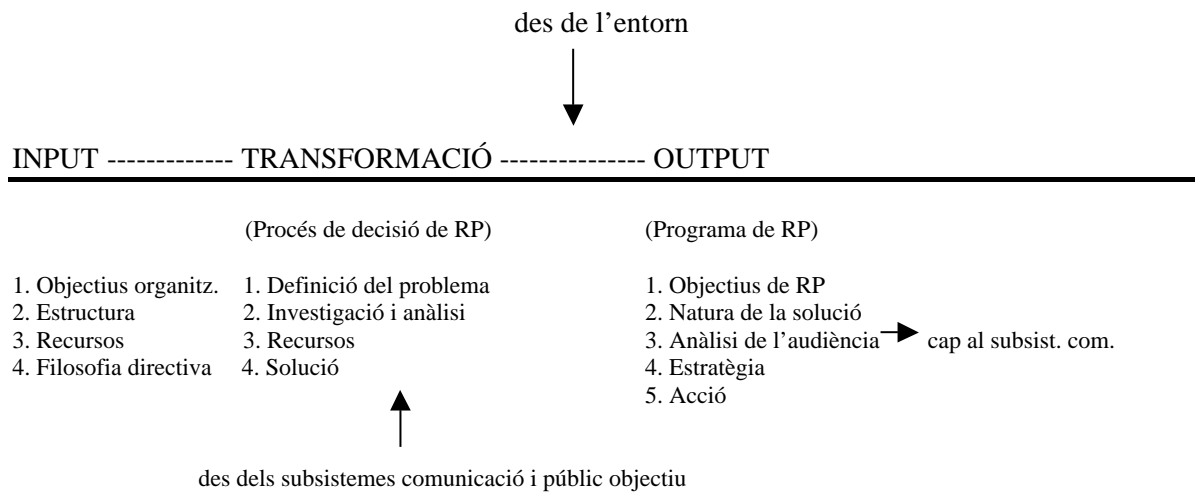 des de l’entorn
INPUT ------------- TRANSFORMACIÓ --------------- OUTPUT
(Procés de decisió de RP) (Programa de RP)
1. Objectius organitz. 1. Definició del problema 1. Objectius de RP
2. Estructura 2. Investigació i anàlisi 2. Natura de la solució
3. Recursos 3. Recursos 3. Anàlisi de l’audiència cap al subsist. com.
4. Filosofia directiva 4. Solució 4. Estratègia
5. Acció
des dels subsistemes comunicació i públic objectiu